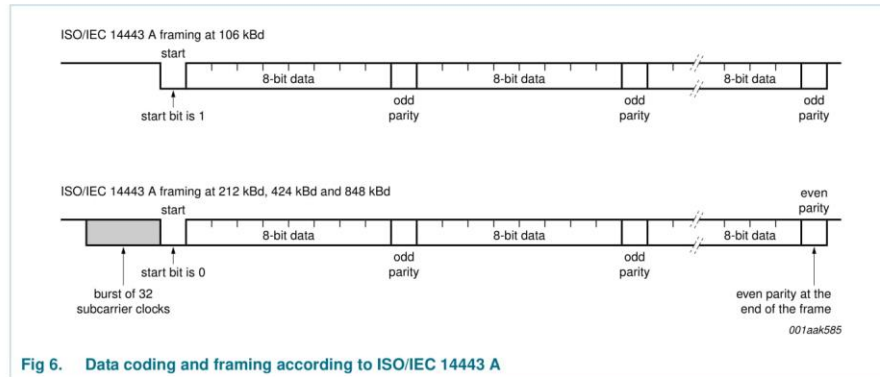 ISO/IEC 14443 A framing at 106 kBd
start
8-bit data 8-bit data 8-bit data
start bit is 1
odd parity
odd parity
odd parity
ISO/IEC 14443 A framing at 212 kBd, 424 kBd and 848 kBd
start
even parity
8-bit data 8-bit data 8-bit data
start bit is 0
odd parity
odd parity
burst of 32
subcarrier clocks
even parity at the
end of the frame
001aak585
Fig 6. Data coding and framing according to ISO/IEC 14443 A